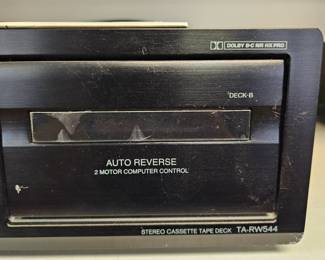 DOLBY B-C NR HX PRO
DECK-B
AUTO REVERSE
2 MOTOR COMPUTER CONTROL
STEREO CASSETTE TAPE DECK TA-RW544